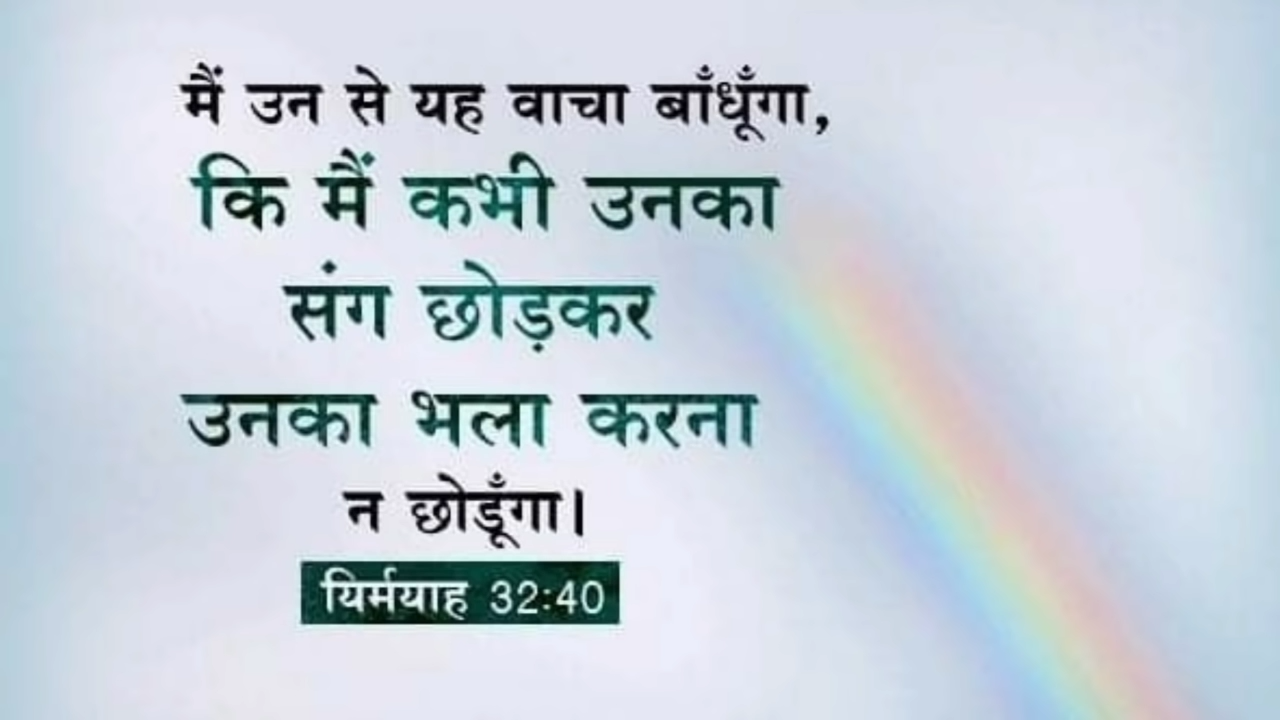 मैं उन से यह वाचा बाँधूँगा,
कि मैं कभी उनका
संग छोड़कर
उनका भला करना
न छोडूँगा।
यिर्मयाह 32:40